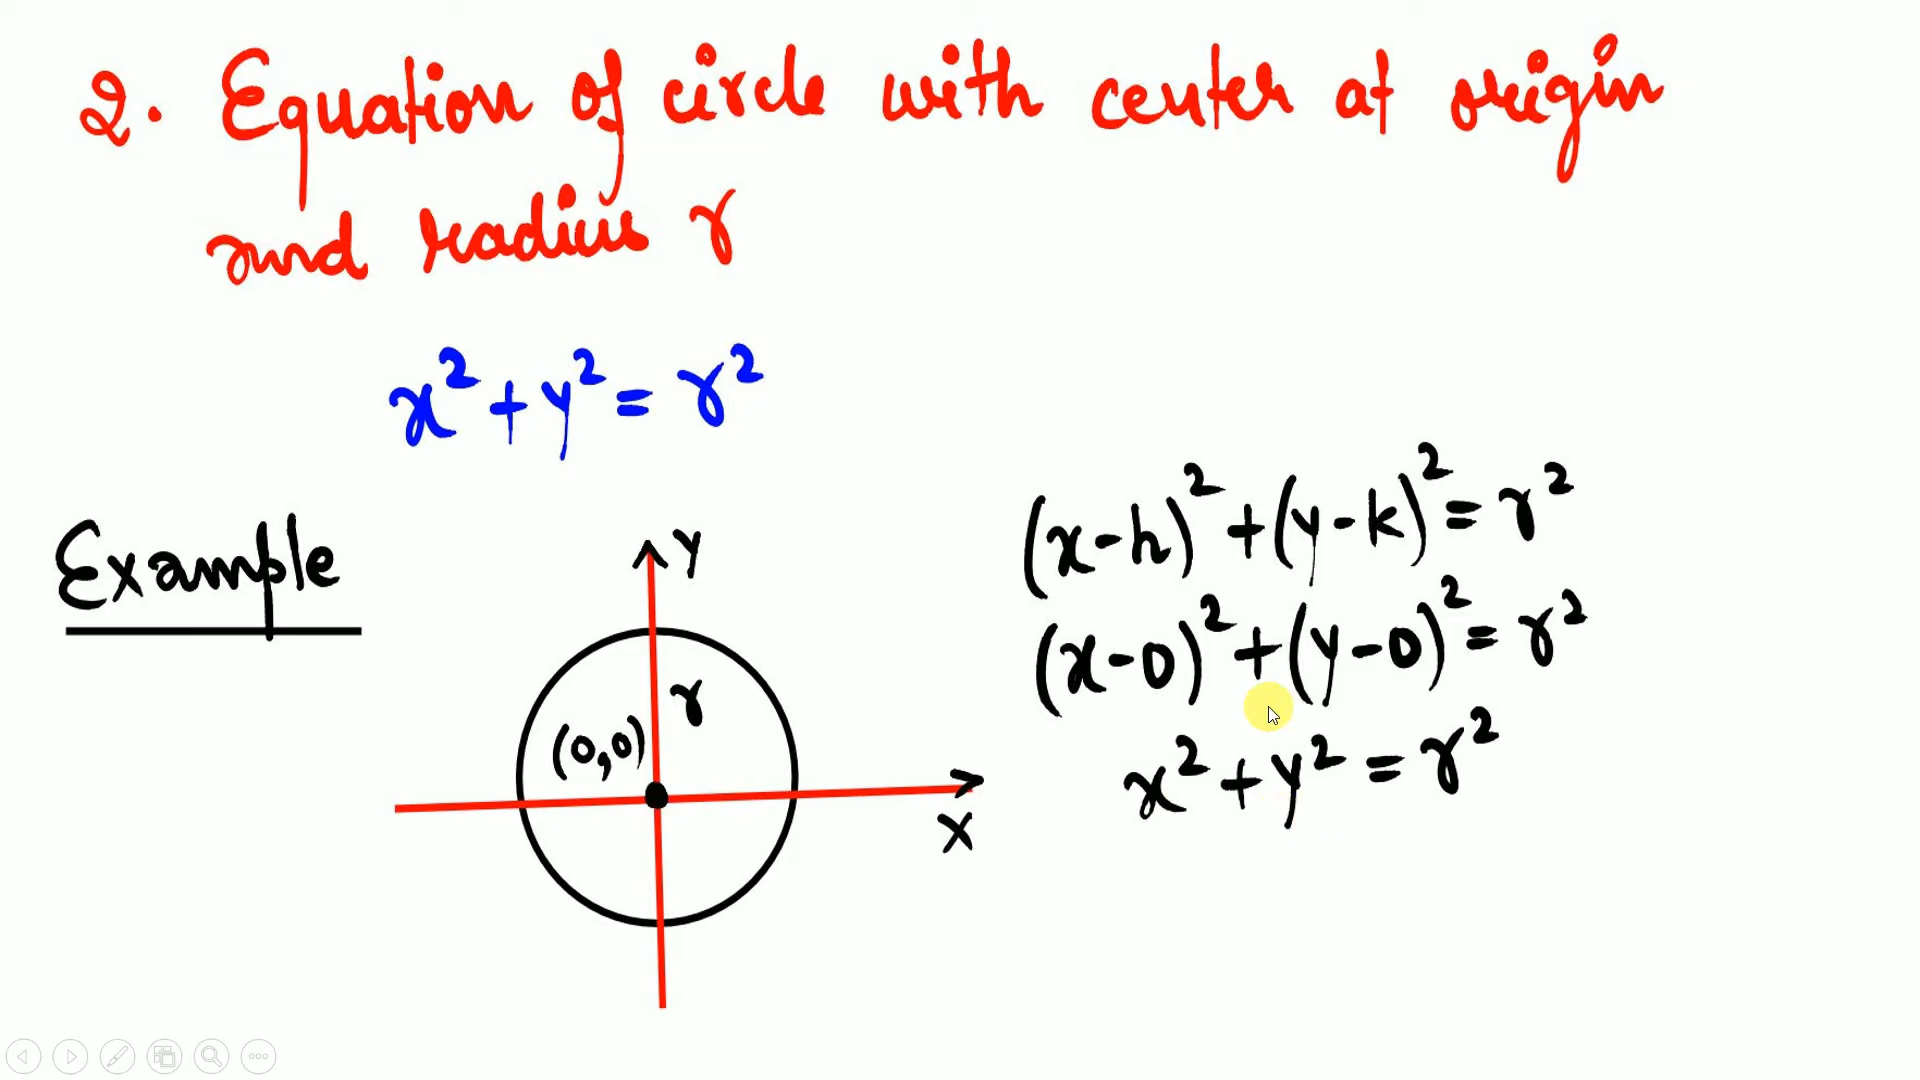 2. Equation of circle with center at origin
and radius r
x² + y² = r²
Example
Y
r
(0,0)
X
(x-h)² + (y-k)² = r²
(x-0)² + (y-0)² = r²
x² + y² = r²